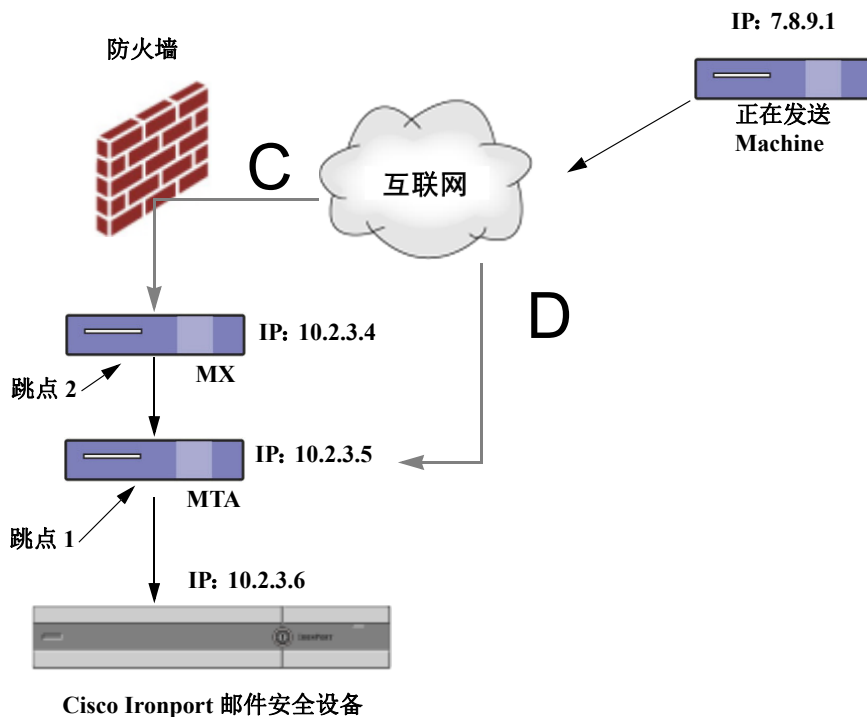 IP: 7.8.9.1
防火墙
正在发送
Machine
C
互联网
D
IP: 10.2.3.4
跳点 2
MX
IP: 10.2.3.5
MTA
跳点 1
IP: 10.2.3.6
IRONPORT
Cisco Ironport 邮件安全设备